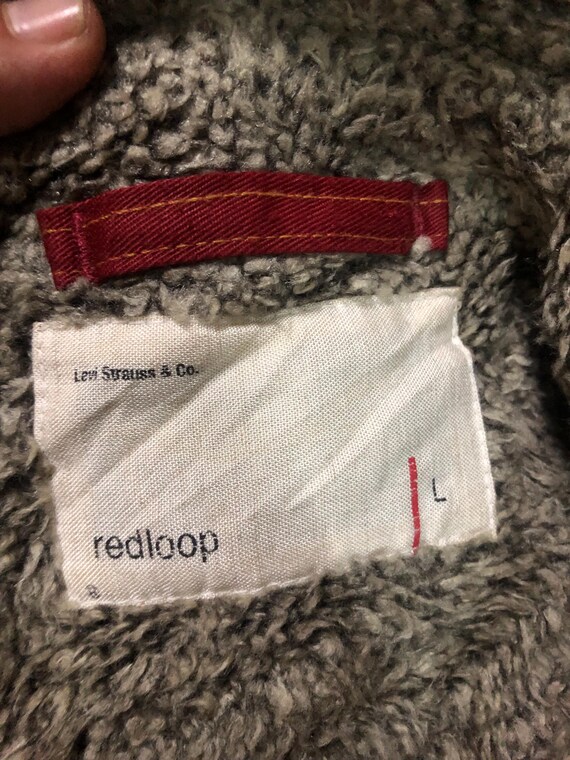 Levi Strauss & Co.
L
redloop
®